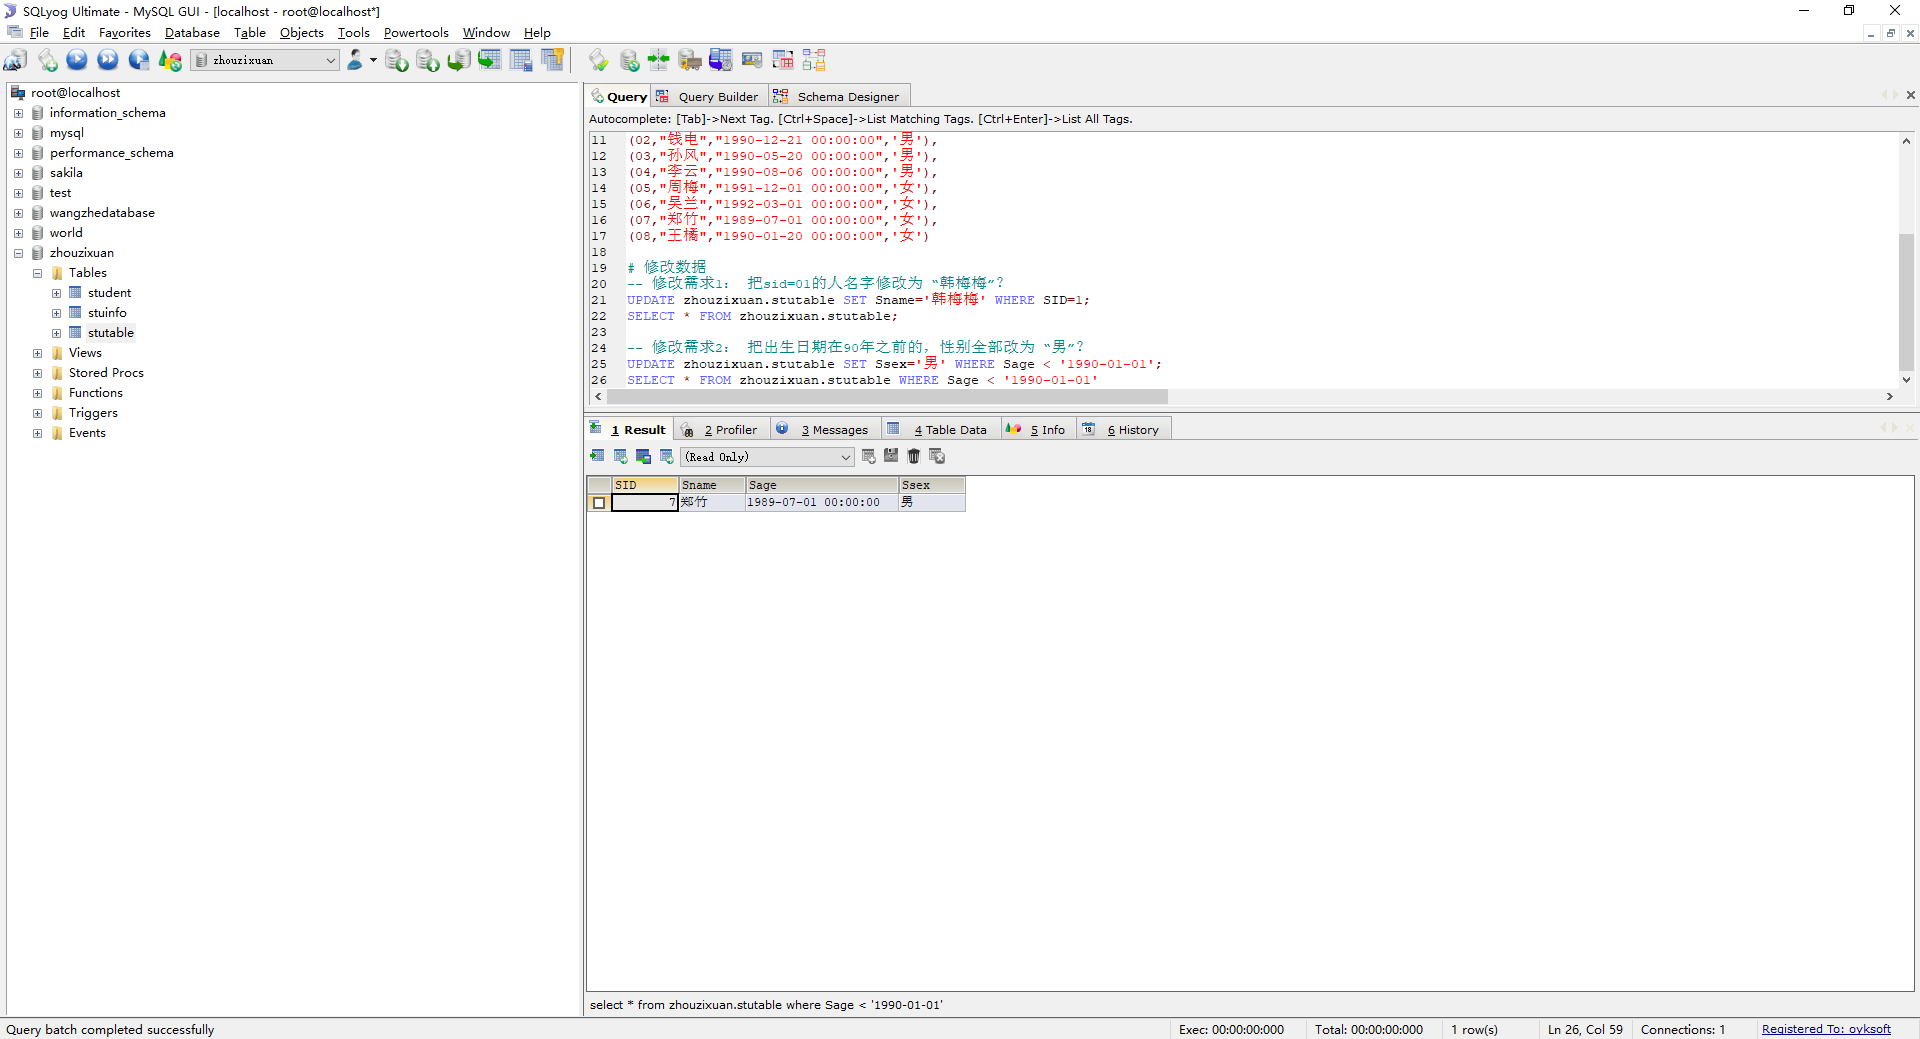 SQLyog Ultimate - MySQL GUI - [localhost - root@localhost*]
File Edit Favorites Database Table Objects Tools Powertools Window Help
zhouzixuan
root@localhost
information_schema
mysql
performance_schema
sakila
test
wangzhedatabase
world
zhouzixuan
Tables
student
stuinfo
stutable
Views
Stored Procs
Functions
Triggers
Events
Query Query Builder Schema Designer
Autocomplete: [Tab]->Next Tag. [Ctrl+Space]->List Matching Tags. [Ctrl+Enter]->List All Tags.
11 (02,"钱电","1990-12-21 00:00:00",'男'),
12 (03,"孙风","1990-05-20 00:00:00",'男'),
13 (04,"李云","1990-08-06 00:00:00",'男'),
14 (05,"周梅","1991-12-01 00:00:00",'女'),
15 (06,"吴兰","1992-03-01 00:00:00",'女'),
16 (07,"郑竹","1989-07-01 00:00:00",'女'),
17 (08,"王橘","1990-01-20 00:00:00",'女')
18
19 # 修改数据
20 -- 修改需求1： 把sid=01的人名字修改为 “韩梅梅”?
21 UPDATE zhouzixuan.stutable SET Sname='韩梅梅' WHERE SID=1;
22 SELECT * FROM zhouzixuan.stutable;
23
24 -- 修改需求2： 把出生日期在90年之前的，性别全部改为 “男”?
25 UPDATE zhouzixuan.stutable SET Ssex='男' WHERE Sage < '1990-01-01';
26 SELECT * FROM zhouzixuan.stutable WHERE Sage < '1990-01-01'
1 Result 2 Profiler 3 Messages 4 Table Data 5 Info 18 6 History
(Read Only)
SID Sname Sage Ssex
7 郑竹 1989-07-01 00:00:00 男
select * from zhouzixuan.stutable where Sage < '1990-01-01'
Query batch completed successfully Exec: 00:00:00:000 Total: 00:00:00:000 1 row(s) Ln 26, Col 59 Connections: 1 Registered To: ovksoft